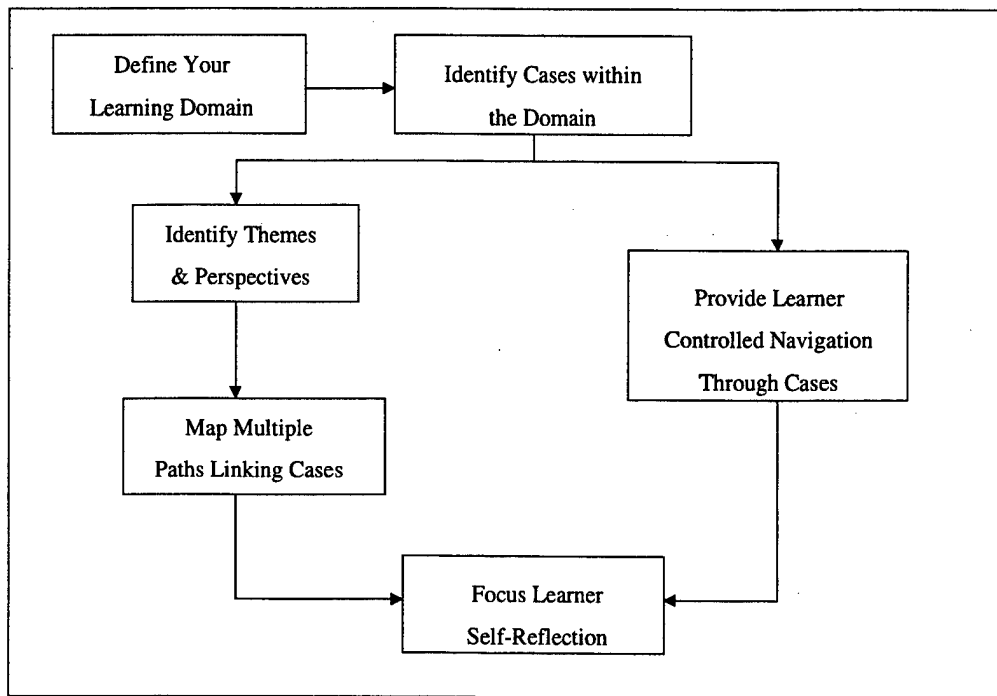 Define Your
Learning Domain
Identify Cases within
the Domain
Identify Themes
& Perspectives
Provide Learner
Controlled Navigation
Through Cases
Map Multiple
Paths Linking Cases
Focus Learner
Self-Reflection